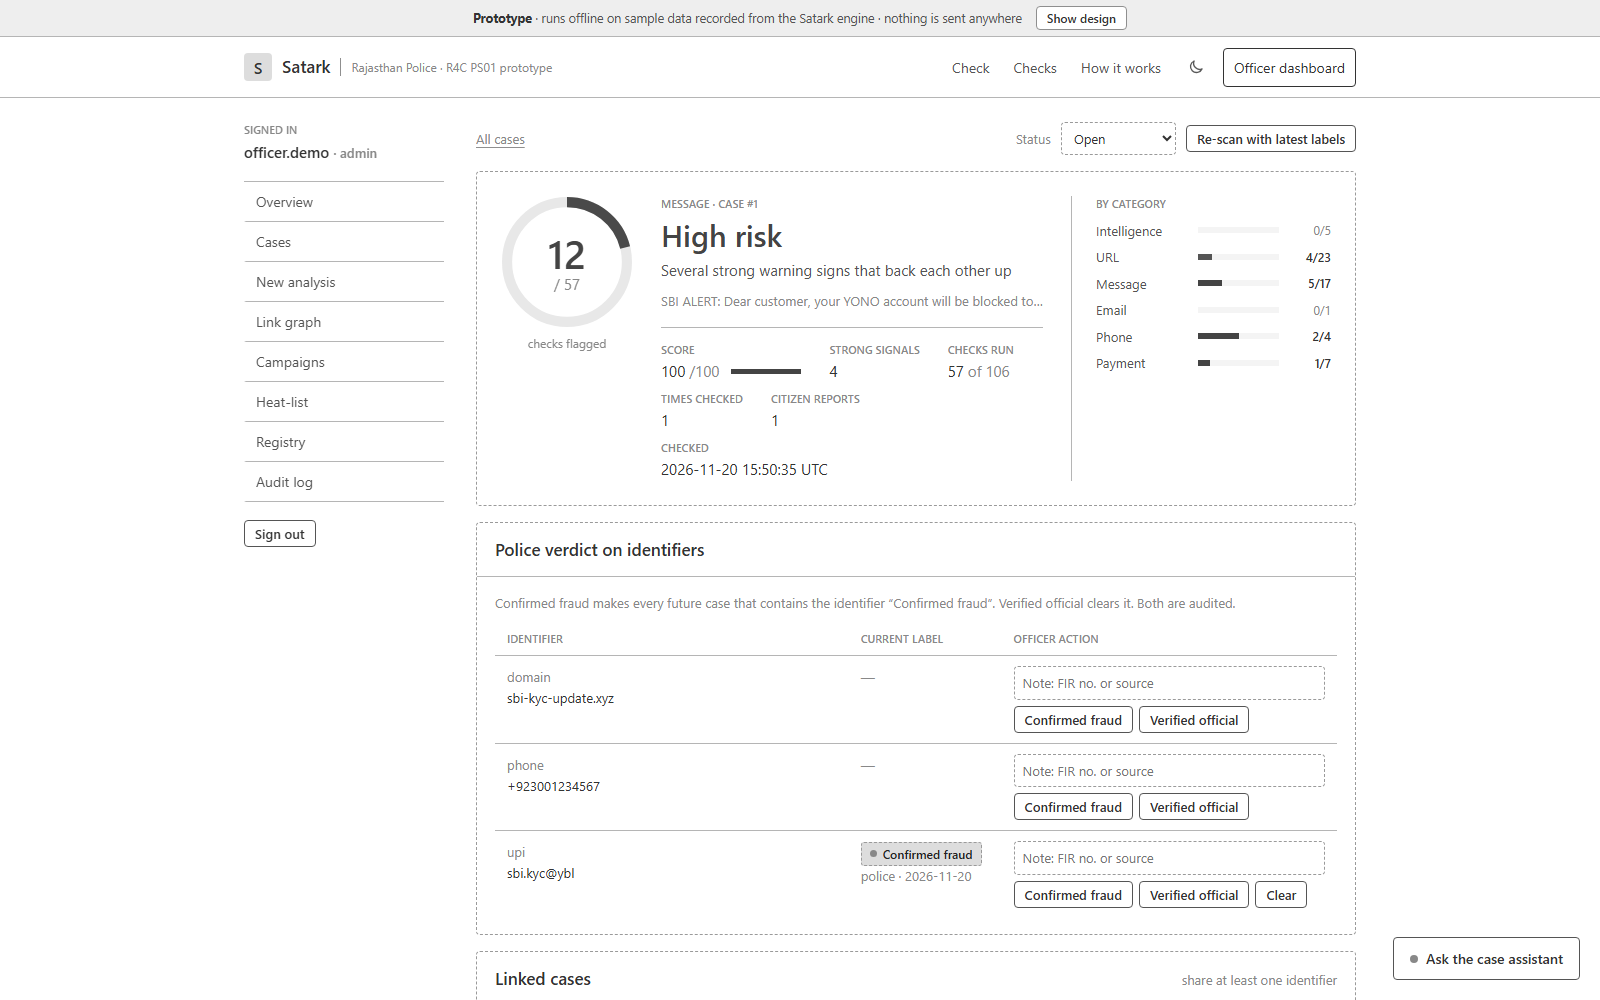 Prototype · runs offline on sample data recorded from the Satark engine · nothing is sent anywhere
Show design
S
Satark
Rajasthan Police · R4C PS01 prototype
Check
Checks
How it works
Officer dashboard
SIGNED IN
officer.demo · admin
Overview
Cases
New analysis
Link graph
Campaigns
Heat-list
Registry
Audit log
Sign out
All cases
Status
Open
Re-scan with latest labels
12
/ 57
checks flagged
MESSAGE · CASE #1
High risk
Several strong warning signs that back each other up
SBI ALERT: Dear customer, your YONO account will be blocked to...
SCORE
100 /100
STRONG SIGNALS
4
CHECKS RUN
57 of 106
TIMES CHECKED
1
CITIZEN REPORTS
1
CHECKED
2026-11-20 15:50:35 UTC
BY CATEGORY
Intelligence 0/5
URL 4/23
Message 5/17
Email 0/1
Phone 2/4
Payment 1/7
Police verdict on identifiers
Confirmed fraud makes every future case that contains the identifier “Confirmed fraud”. Verified official clears it. Both are audited.
IDENTIFIER CURRENT LABEL OFFICER ACTION
domain
sbi-kyc-update.xyz
—
Note: FIR no. or source
Confirmed fraud Verified official
phone
+923001234567
—
Note: FIR no. or source
Confirmed fraud Verified official
upi
sbi.kyc@ybl
Confirmed fraud
police · 2026-11-20
Note: FIR no. or source
Confirmed fraud Verified official Clear
Linked cases
share at least one identifier
Ask the case assistant